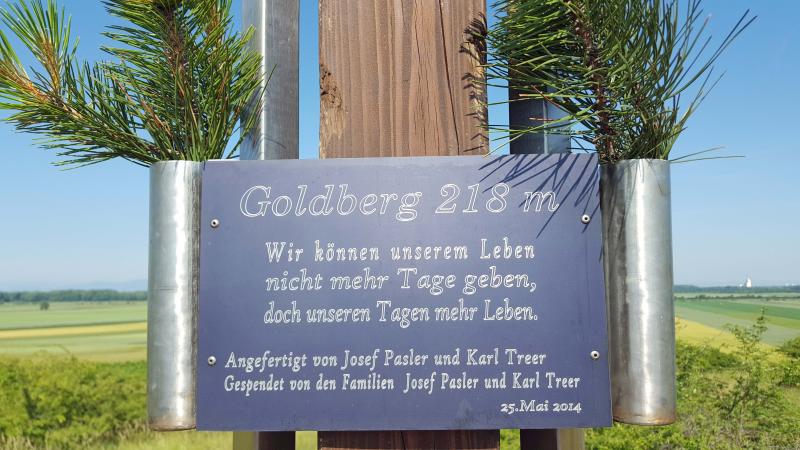 Goldberg 218 m
Wir können unserem Leben
nicht mehr Tage geben,
doch unseren Tagen mehr Leben.
Angefertigt von Josef Pasler und Karl Treer
Gespendet von den Familien Josef Pasler und Karl Treer
25.Mai 2014